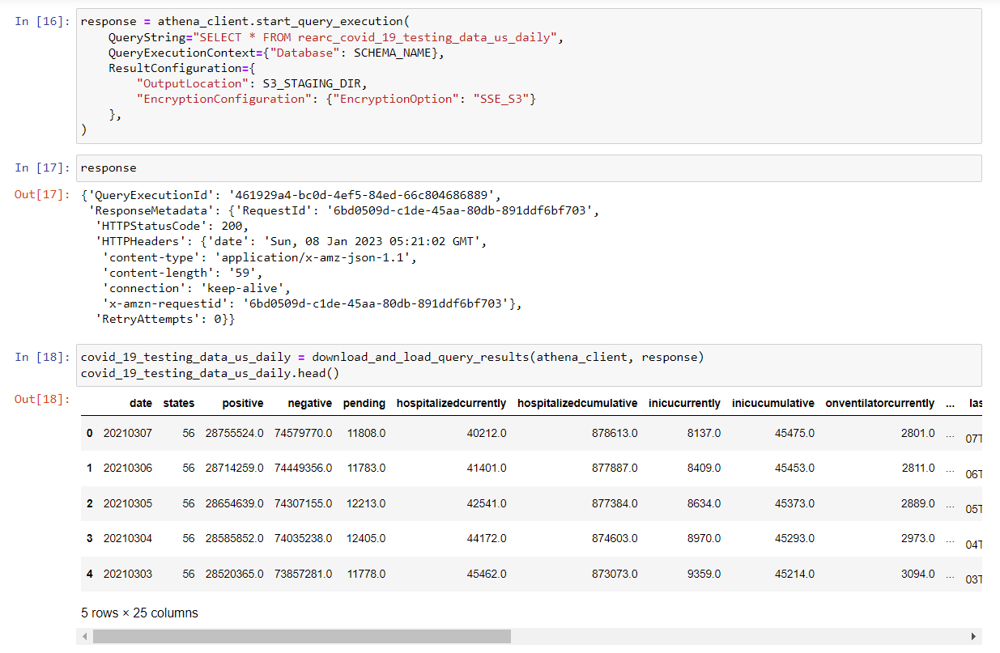 In [16]: response = athena_client.start_query_execution(
    QueryString="SELECT * FROM rearc_covid_19_testing_data_us_daily",
    QueryExecutionContext={"Database": SCHEMA_NAME},
    ResultConfiguration={
        "OutputLocation": S3_STAGING_DIR,
        "EncryptionConfiguration": {"EncryptionOption": "SSE_S3"}
    },
)
In [17]: response
Out[17]: {'QueryExecutionId': '461929a4-bc0d-4ef5-84ed-66c804686889',
 'ResponseMetadata': {'RequestId': '6bd0509d-c1de-45aa-80db-891ddf6bf703',
  'HTTPStatusCode': 200,
  'HTTPHeaders': {'date': 'Sun, 08 Jan 2023 05:21:02 GMT',
   'content-type': 'application/x-amz-json-1.1',
   'content-length': '59',
   'connection': 'keep-alive',
   'x-amzn-requestid': '6bd0509d-c1de-45aa-80db-891ddf6bf703'},
  'RetryAttempts': 0}}
In [18]: covid_19_testing_data_us_daily = download_and_load_query_results(athena_client, response)
covid_19_testing_data_us_daily.head()
Out[18]:
date states positive negative pending hospitalizedcurrently hospitalizedcumulative inicucurrently inicucumulative onventilatorcurrently ... las
0 20210307 56 28755524.0 74579770.0 11808.0 40212.0 878613.0 8137.0 45475.0 2801.0 ... 07T
1 20210306 56 28714259.0 74449356.0 11783.0 41401.0 877887.0 8409.0 45453.0 2811.0 ... 06T
2 20210305 56 28654639.0 74307155.0 12213.0 42541.0 877384.0 8634.0 45373.0 2889.0 ... 05T
3 20210304 56 28585852.0 74035238.0 12405.0 44172.0 874603.0 8970.0 45293.0 2973.0 ... 04T
4 20210303 56 28520365.0 73857281.0 11778.0 45462.0 873073.0 9359.0 45214.0 3094.0 ... 03T
5 rows × 25 columns